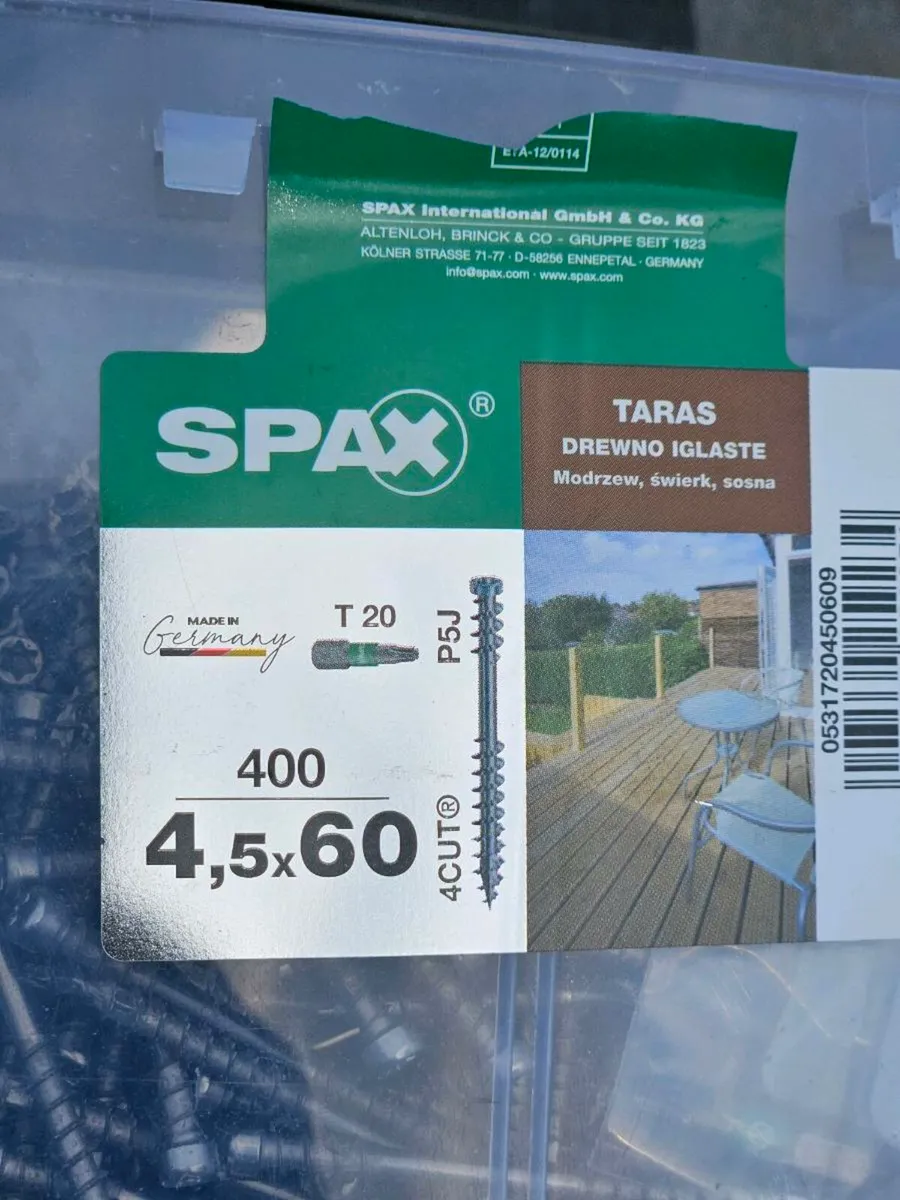 ETA-12/0114
SPAX International GmbH & Co. KG
ALTENLOH, BRINCK & CO - GRUPPE SEIT 1823
KÖLNER STRASSE 71-77 · D-58256 ENNEPETAL · GERMANY
info@spax.com · www.spax.com
SPAX®
TARAS
DREWNO IGLASTE
Modrzew, świerk, sosna
MADE IN
Germany
T 20
P5J
400
4,5x60
4CUT®
0531720450609